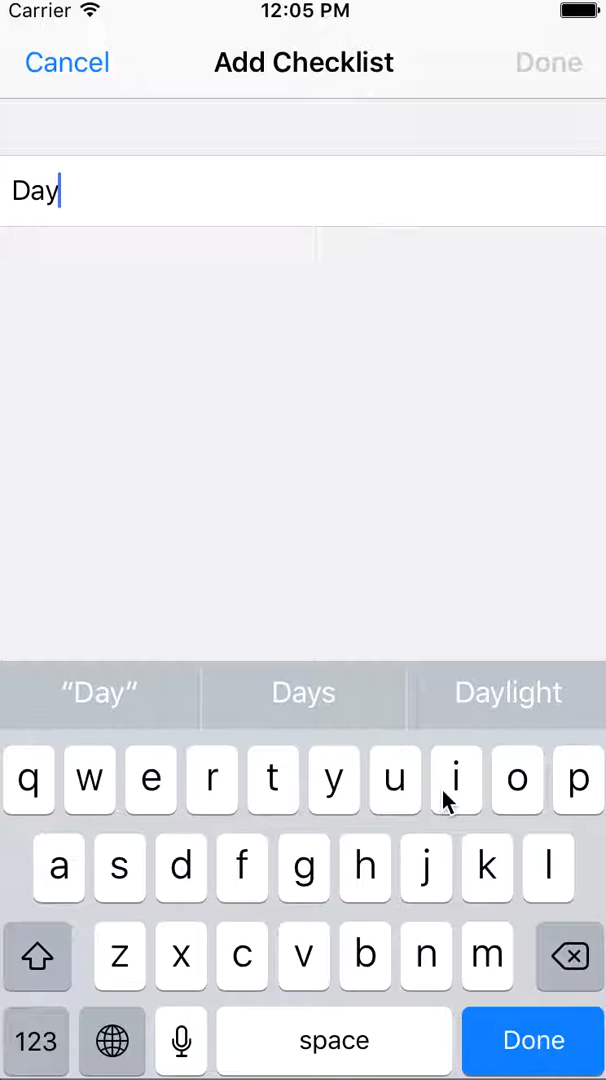 Carrier 12:05 PM
Cancel Add Checklist Done
Day
“Day” Days Daylight
q w e r t y u i o p
a s d f g h j k l
z x c v b n m
123 space Done